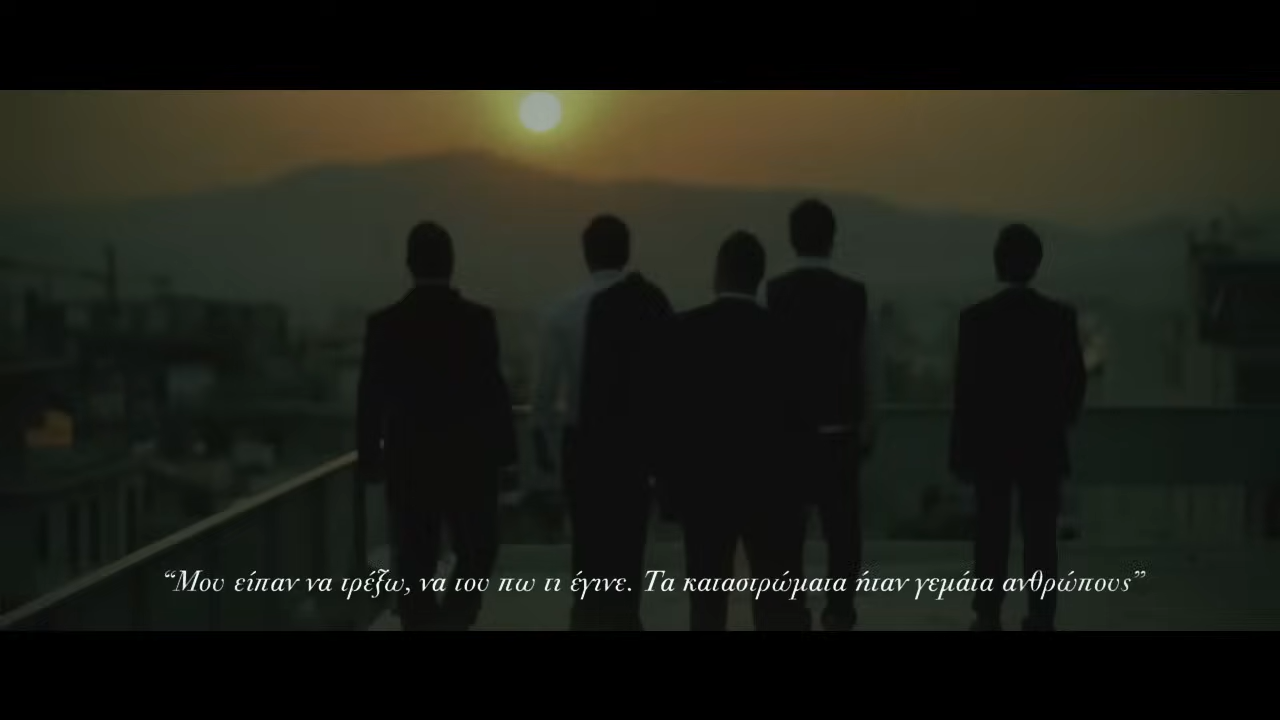 “Μου είπαν να τρέξω, να του πω τι έγινε. Τα καταστρώματα ήταν γεμάτα ανθρώπους”